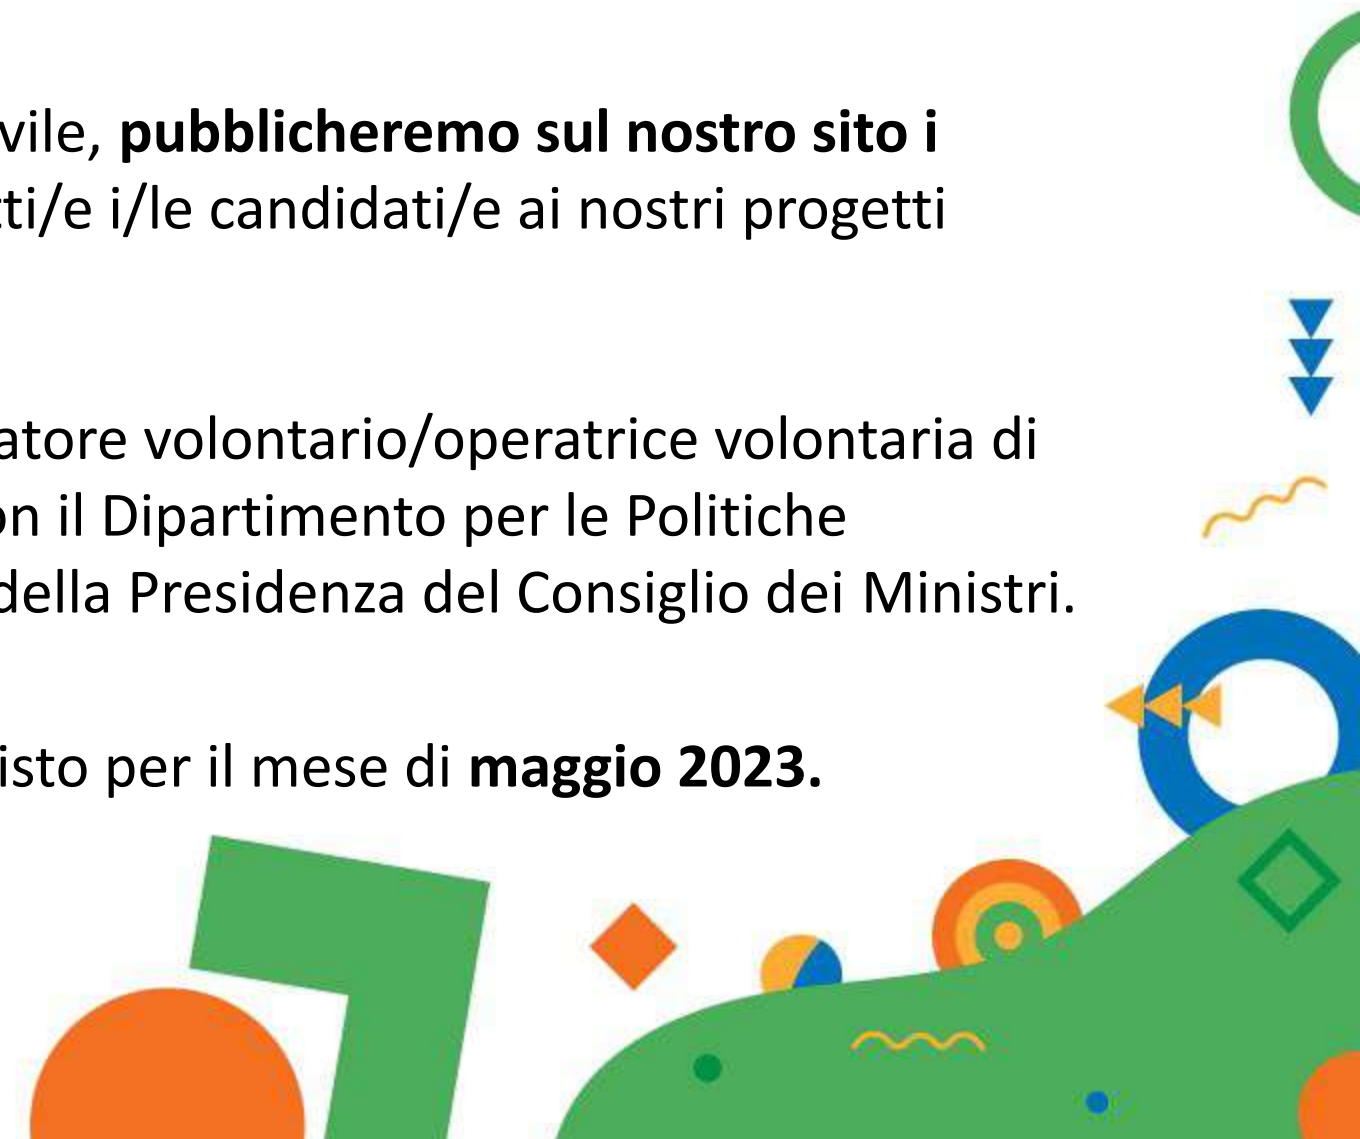 vile, pubblicheremo sul nostro sito i
tti/e i/le candidati/e ai nostri progetti
atore volontario/operatrice volontaria di
on il Dipartimento per le Politiche
della Presidenza del Consiglio dei Ministri.
isto per il mese di maggio 2023.